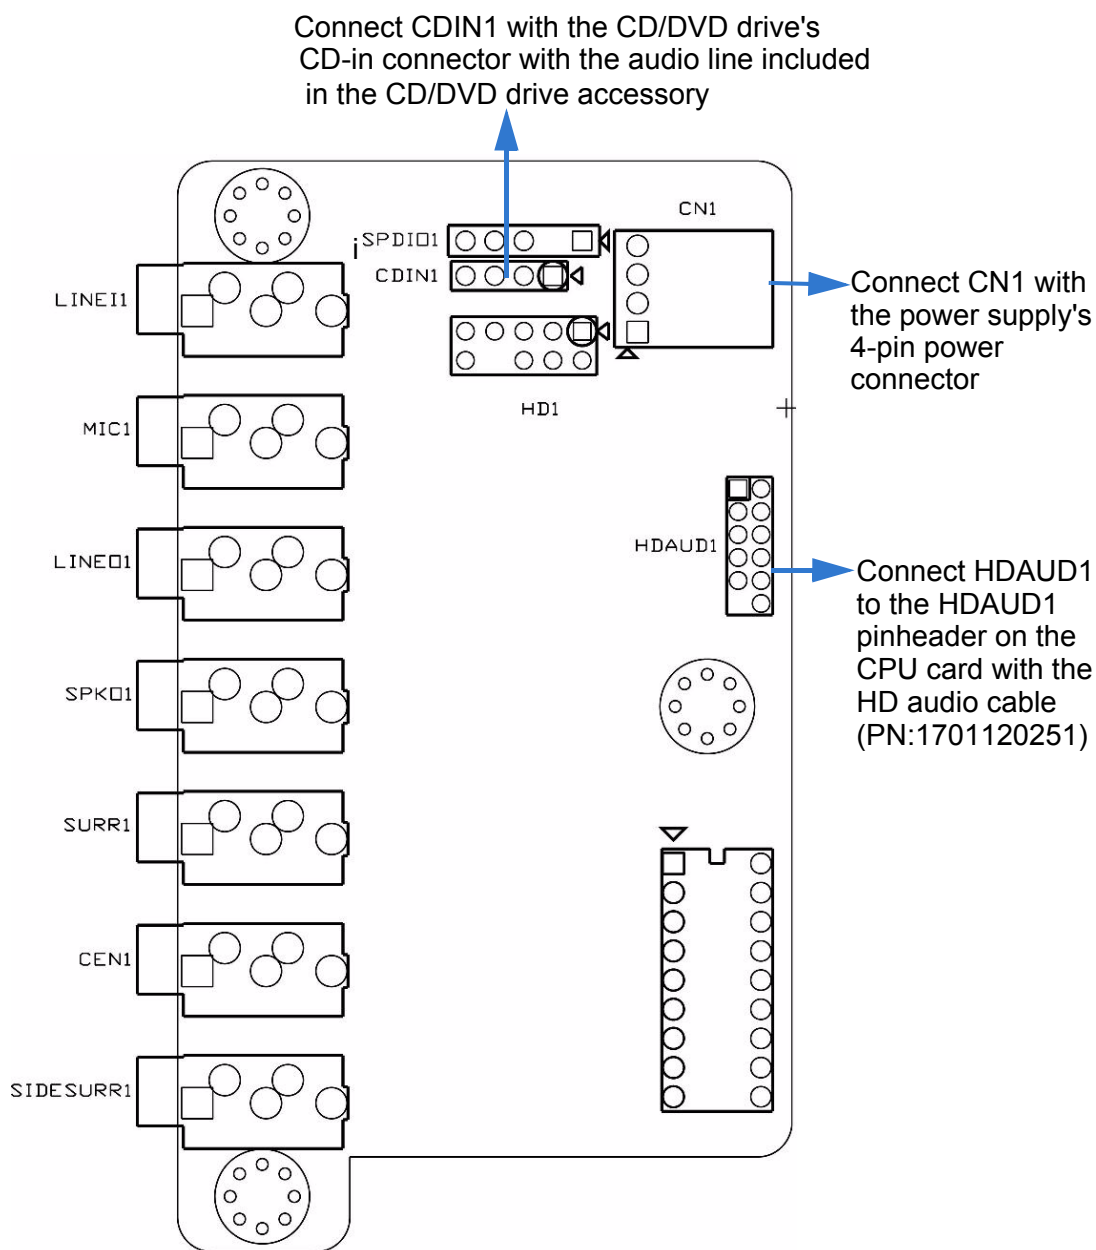 Connect CDIN1 with the CD/DVD drive's
CD-in connector with the audio line included
in the CD/DVD drive accessory
CN1
iSPDIO1
CDIN1
LINEI1
Connect CN1 with
the power supply's
4-pin power
connector
HD1
MIC1
HDAUD1
LINEO1
Connect HDAUD1
to the HDAUD1
pinheader on the
CPU card with the
HD audio cable
(PN:1701120251)
SPKO1
SURR1
CEN1
SIDESURR1